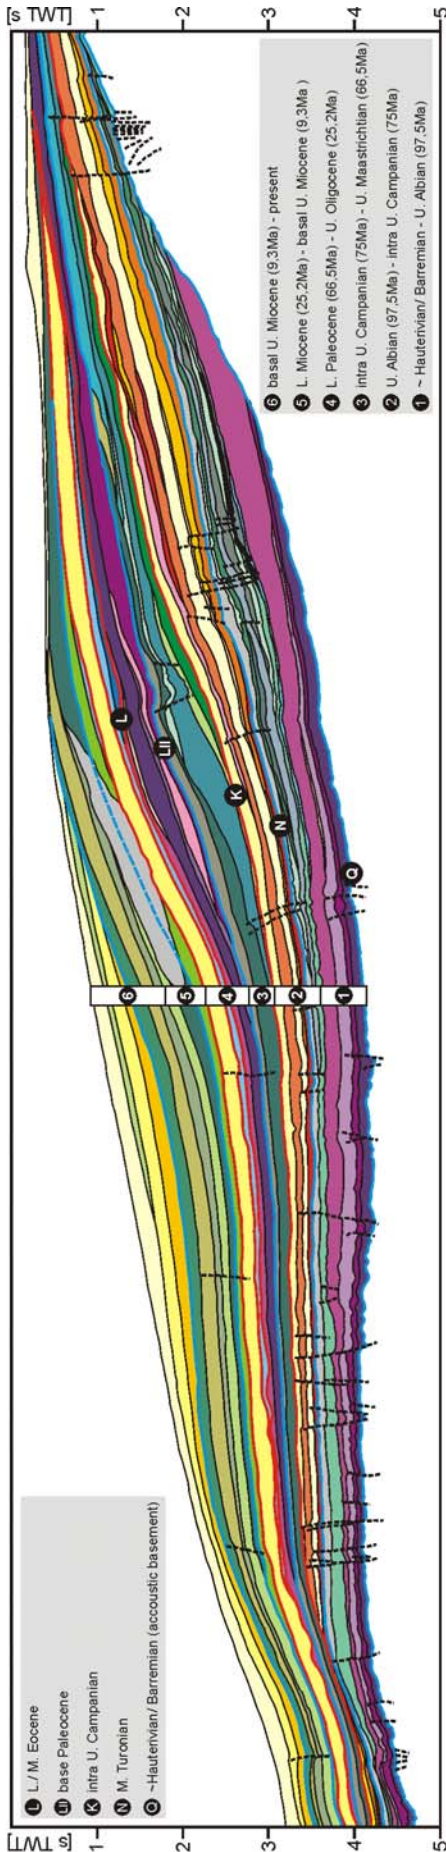 [s TWT]
1
2
3
4
5
L L./ M. Eocene
LII base Paleocene
K intra U. Campanian
N M. Turonian
Q ~Hauterivian/ Barremian (accoustic basement)
6
5
4
3
2
1
L
LII
K
N
Q
[s TWT]
1
2
3
4
5
6 basal U. Miocene (9,3Ma) - present
5 L. Miocene (25,2Ma) - basal U. Miocene (9,3Ma )
4 L. Paleocene (66,5Ma) - U. Oligocene (25,2Ma)
3 intra U. Campanian (75Ma) - U. Maastrichtian (66,5Ma)
2 U. Albian (97,5Ma) - intra U. Campanian (75Ma)
1 ~ Hauterivian/ Barremian - U. Albian (97,5Ma)